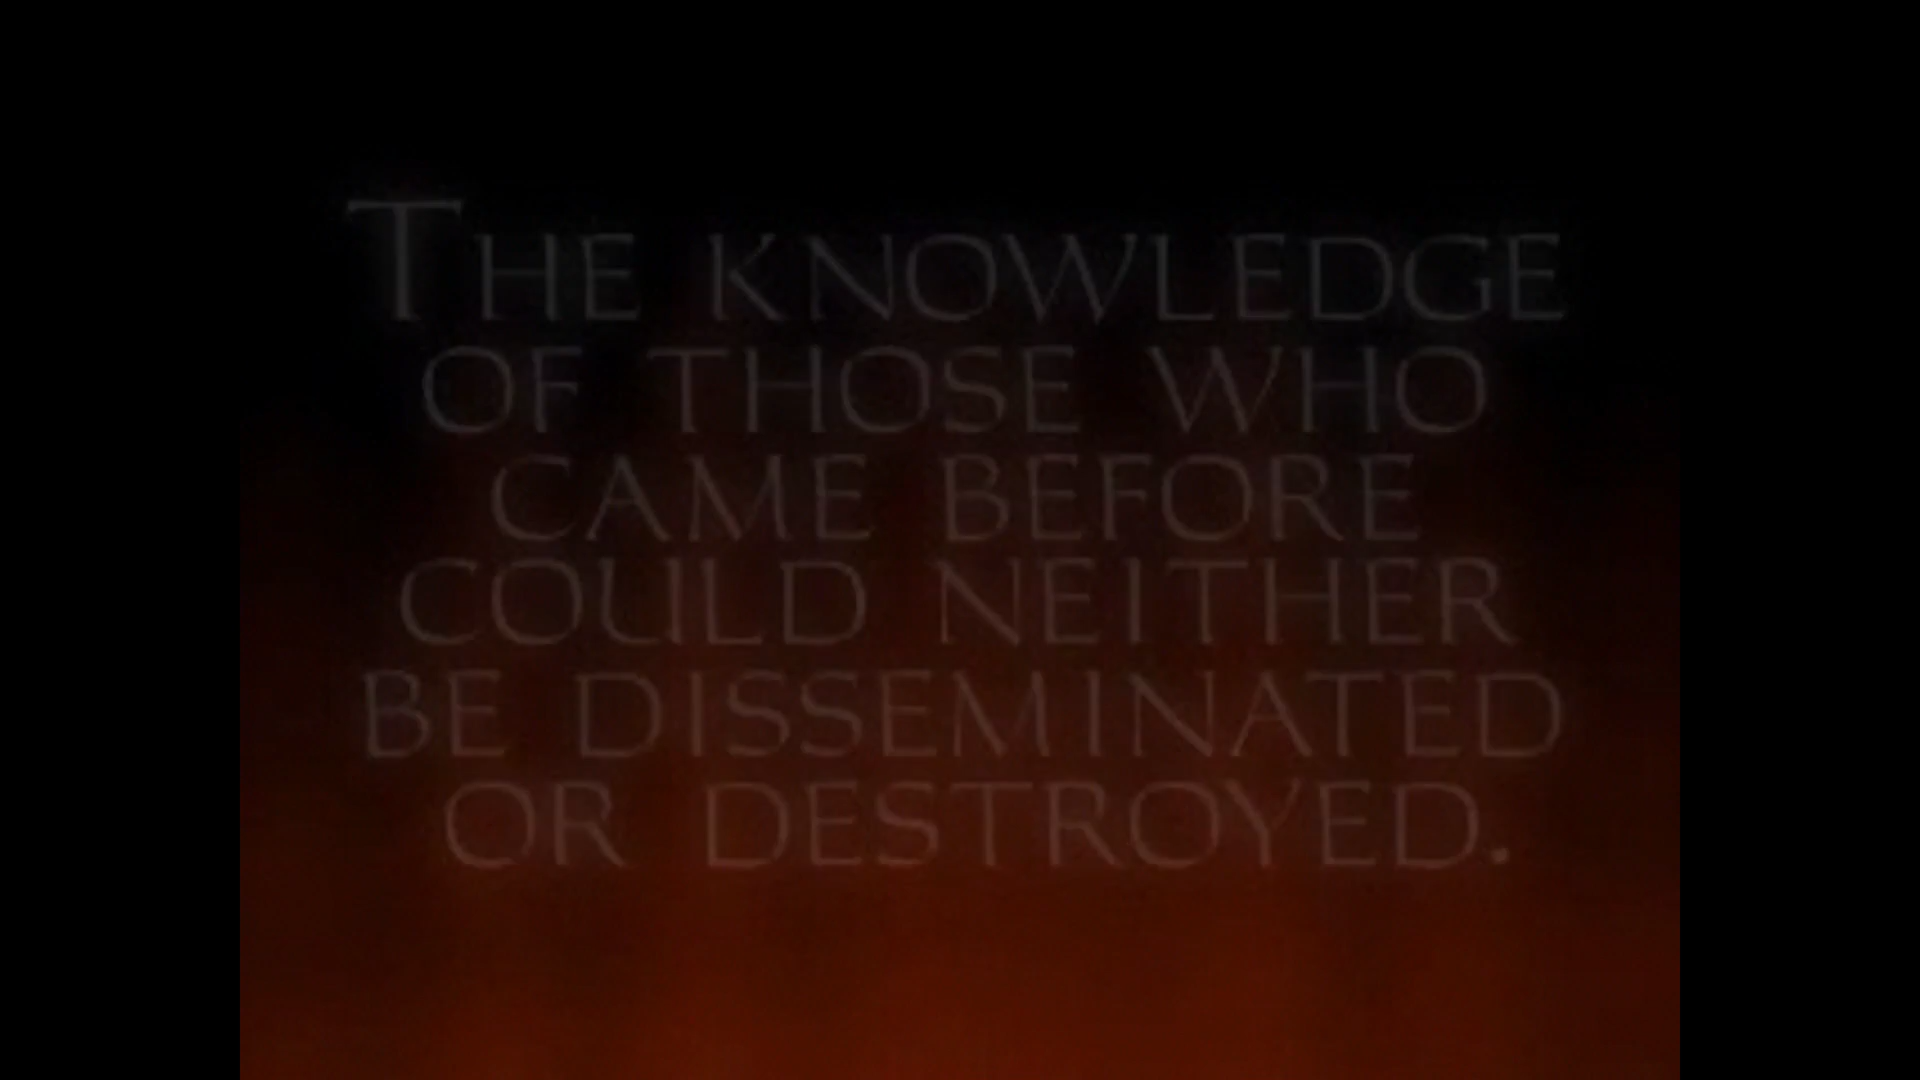 THE KNOWLEDGE
OF THOSE WHO
CAME BEFORE
COULD NEITHER
BE DISSEMINATED
OR DESTROYED.